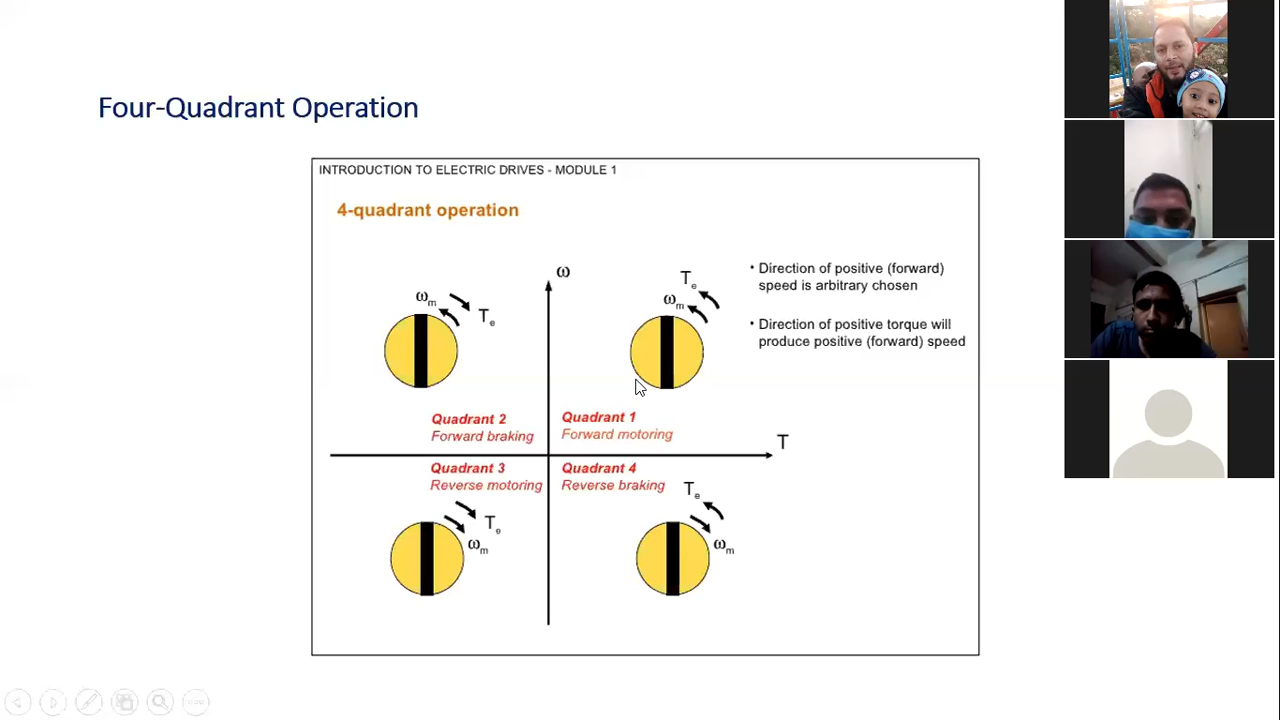 Four-Quadrant Operation
INTRODUCTION TO ELECTRIC DRIVES - MODULE 1
4-quadrant operation
ω
T
Quadrant 1
Forward motoring
Quadrant 2
Forward braking
Quadrant 3
Reverse motoring
Quadrant 4
Reverse braking
ωm
Te
Te
ωm
Te
ωm
Te
ωm
• Direction of positive (forward)
speed is arbitrary chosen
• Direction of positive torque will
produce positive (forward) speed